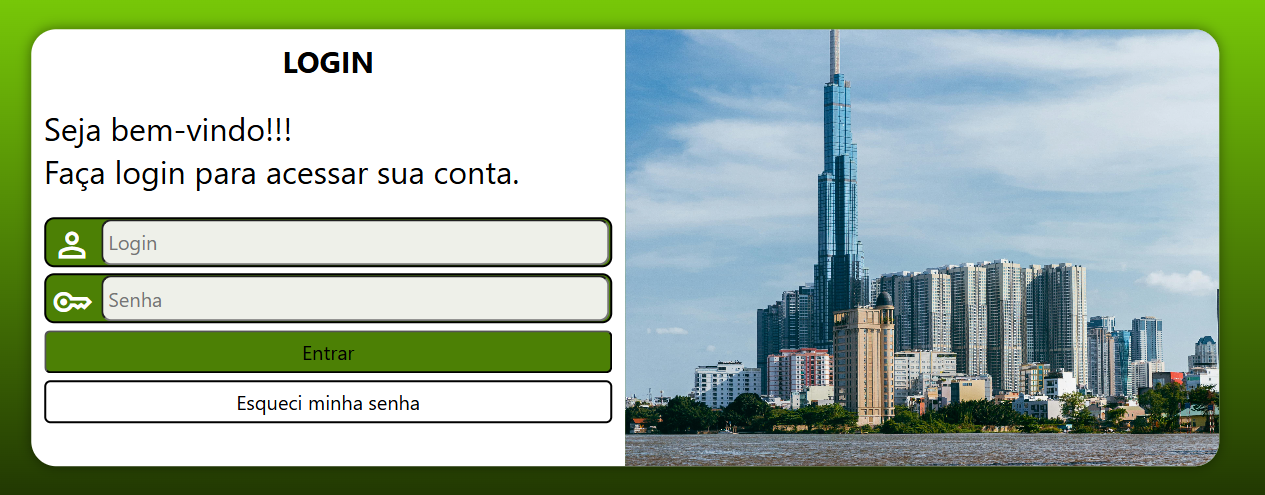 LOGIN
Seja bem-vindo!!!
Faça login para acessar sua conta.
Login
Senha
Entrar
Esqueci minha senha